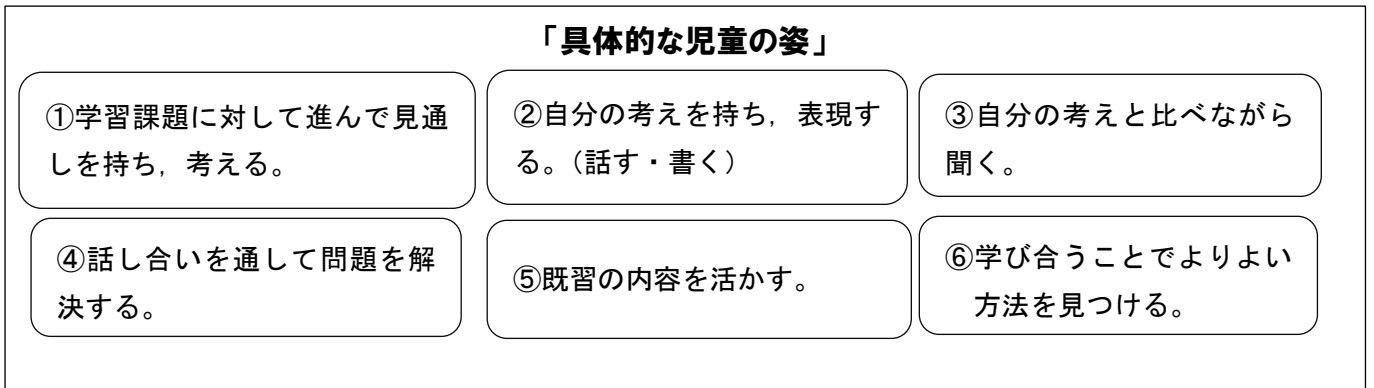 「具体的な児童の姿」
①学習課題に対して進んで見通
しを持ち，考える。
②自分の考えを持ち，表現す
る。（話す・書く）
③自分の考えと比べながら
聞く。
④話し合いを通して問題を解
決する。
⑤既習の内容を活かす。
⑥学び合うことでよりよい
方法を見つける。